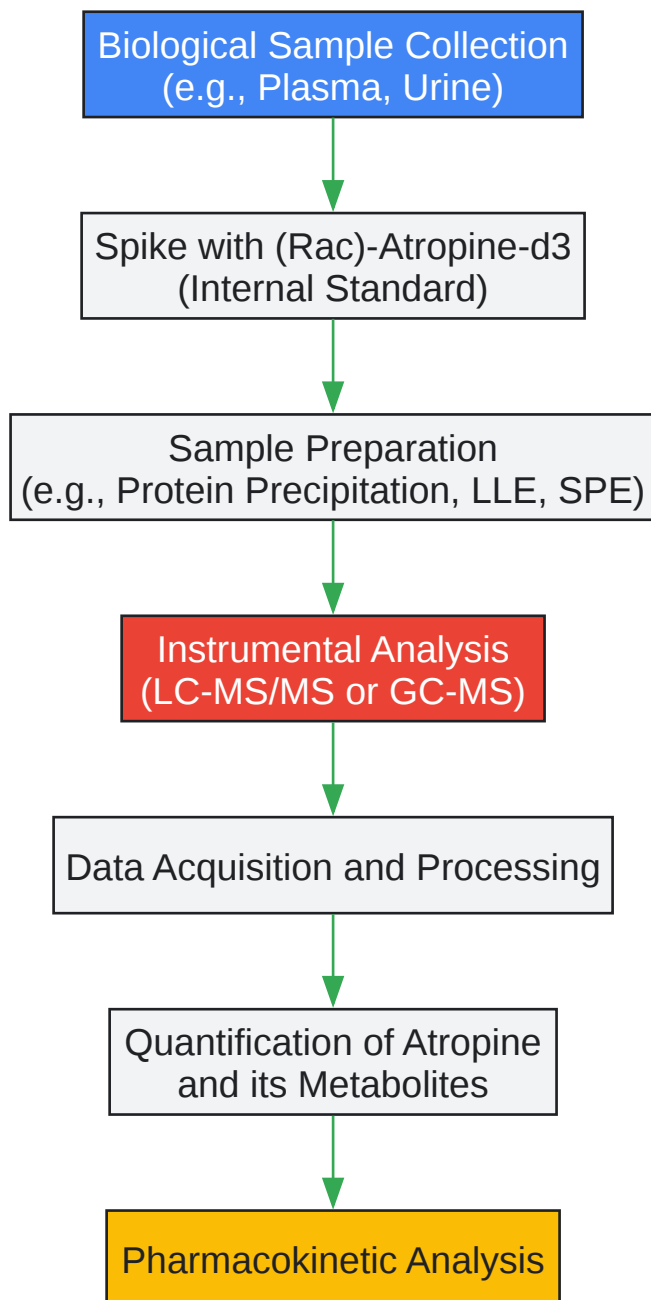 Biological Sample Collection
(e.g., Plasma, Urine)
Spike with (Rac)-Atropine-d3
(Internal Standard)
Sample Preparation
(e.g., Protein Precipitation, LLE, SPE)
Instrumental Analysis
(LC-MS/MS or GC-MS)
Data Acquisition and Processing
Quantification of Atropine
and its Metabolites
Pharmacokinetic Analysis